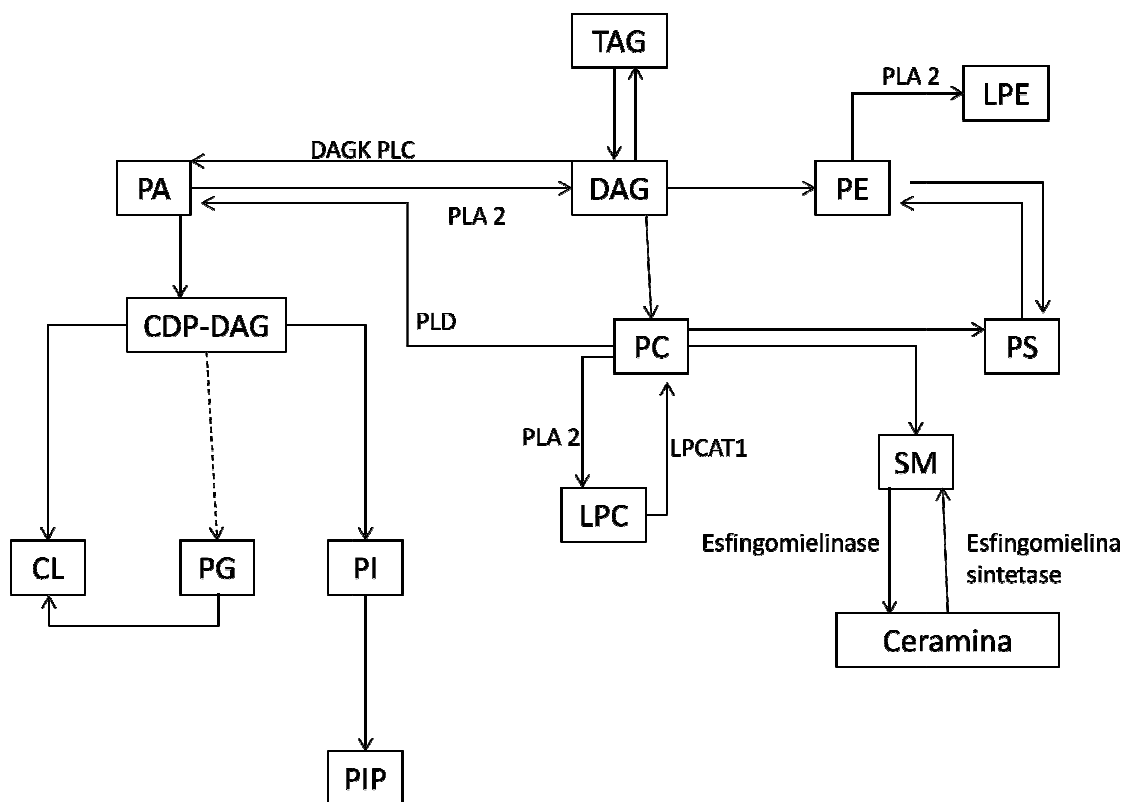 TAG
PLA 2
LPE
DAGK PLC
PA
DAG
PE
PLA 2
CDP-DAG
PLD
PC
PS
PLA 2
LPCAT1
SM
LPC
Esfingomielinase
Esfingomielina
sintetase
CL
PG
PI
Ceramina
PIP